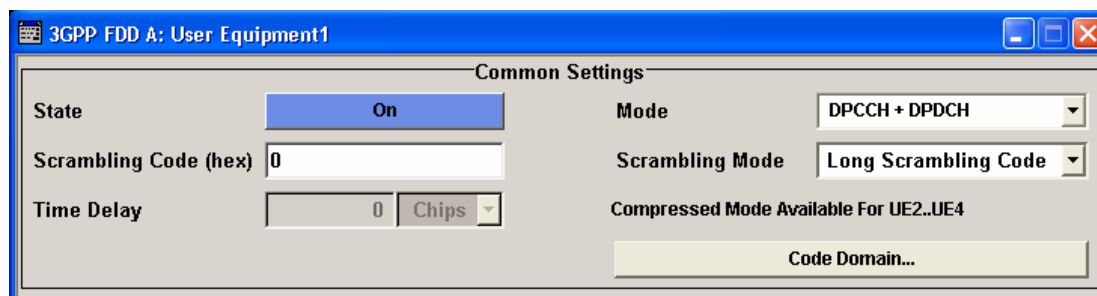 3GPP FDD A: User Equipment1
Common Settings
State On Mode DPCCH + DPDCH
Scrambling Code (hex) 0 Scrambling Mode Long Scrambling Code
Time Delay 0 Chips Compressed Mode Available For UE2..UE4
Code Domain...